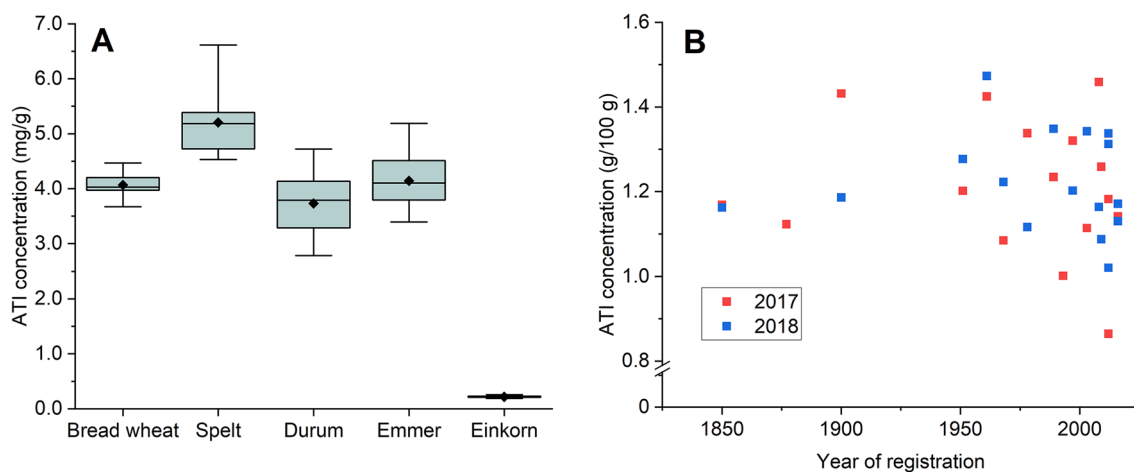 A
ATI concentration (mg/g)
7.0
6.0
5.0
4.0
3.0
2.0
1.0
0.0
Bread wheat Spelt Durum Emmer Einkorn
B
ATI concentration (g/100 g)
1.6
1.4
1.2
1.0
0.8
0
2017
2018
1850 1900 1950 2000
Year of registration